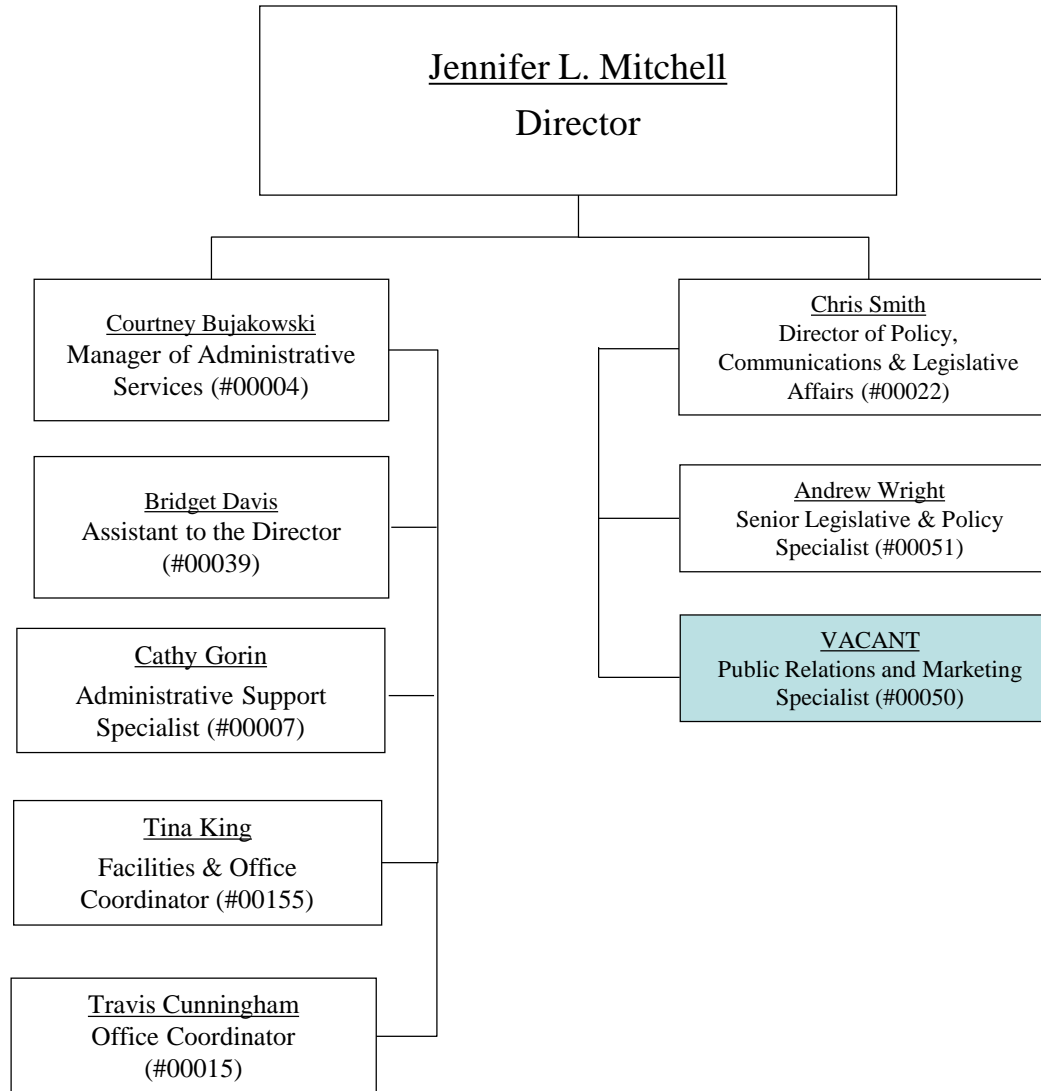 Jennifer L. Mitchell
Director
Courtney Bujakowski
Manager of Administrative
Services (#00004)
Bridget Davis
Assistant to the Director
(#00039)
Cathy Gorin
Administrative Support
Specialist (#00007)
Tina King
Facilities & Office
Coordinator (#00155)
Travis Cunningham
Office Coordinator
(#00015)
Chris Smith
Director of Policy,
Communications & Legislative
Affairs (#00022)
Andrew Wright
Senior Legislative & Policy
Specialist (#00051)
VACANT
Public Relations and Marketing
Specialist (#00050)